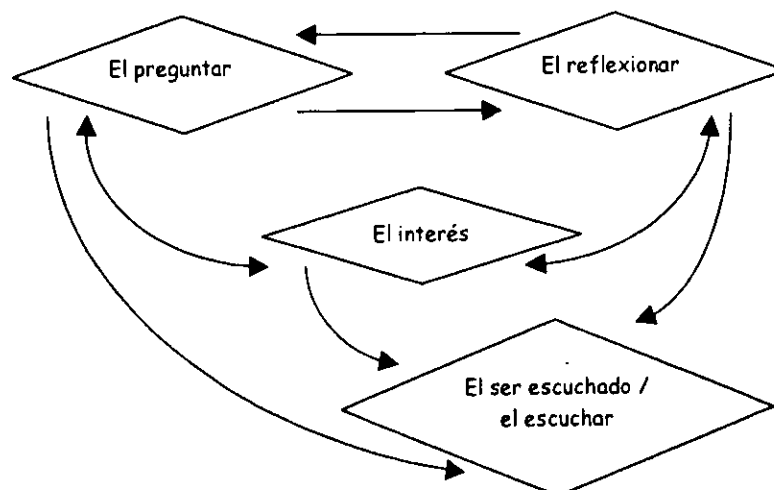 El preguntar
El reflexionar
El interés
El ser escuchado /
el escuchar